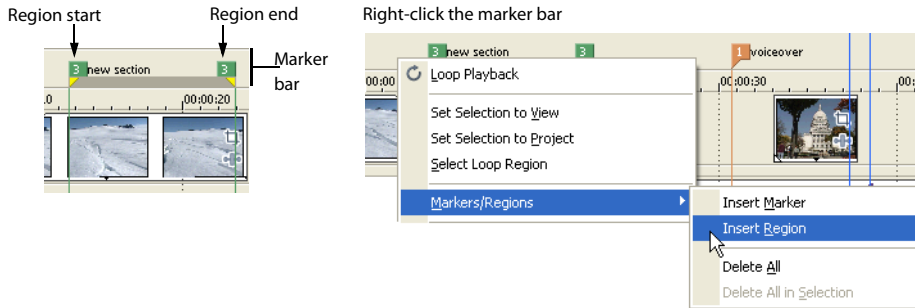 Region start
Region end
Marker bar
3 new section
3
.0
00:00:20
Right-click the marker bar
3 new section
3
1 voiceover
00:00
00:00:30
00:
Loop Playback
Set Selection to View
Set Selection to Project
Select Loop Region
Markers/Regions
Insert Marker
Insert Region
Delete All
Delete All in Selection